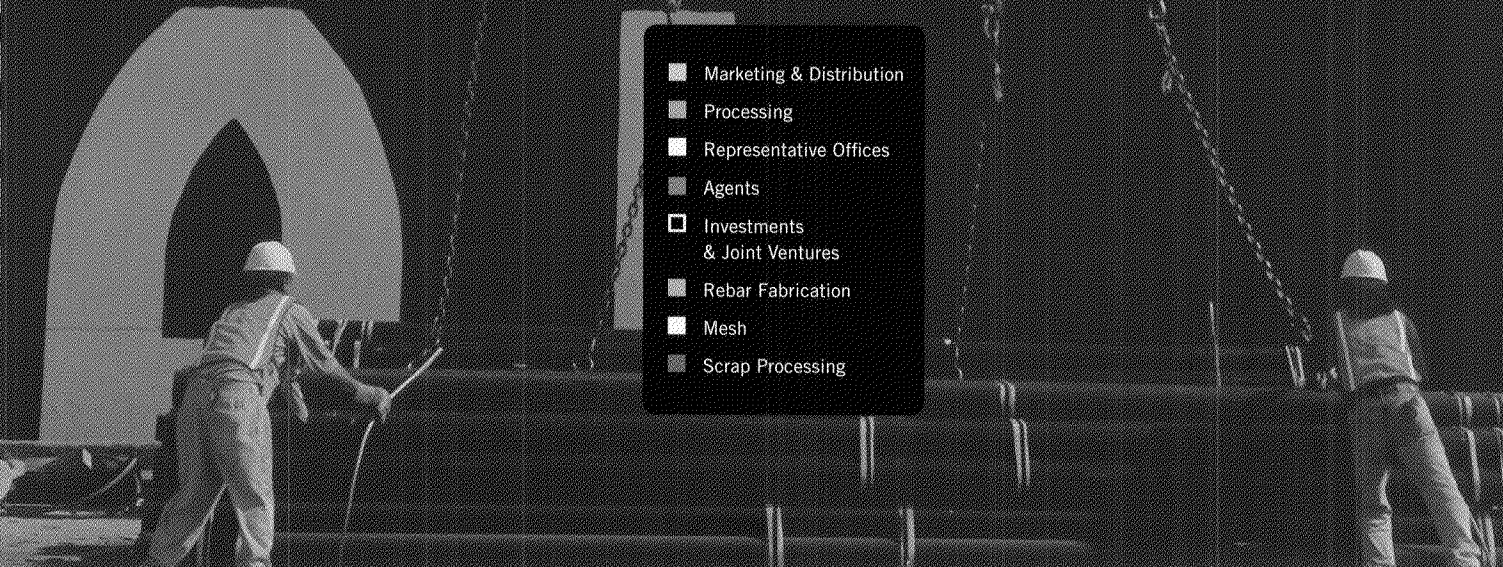 Marketing & Distribution
Processing
Representative Offices
Agents
Investments
& Joint Ventures
Rebar Fabrication
Mesh
Scrap Processing